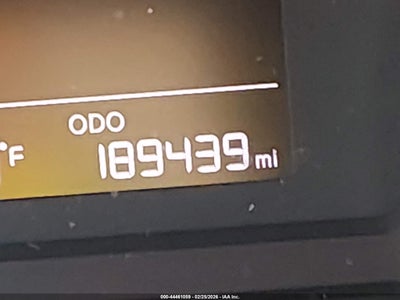 ODO
°F
189439 mi
000-44461059 - 02/25/2026 - IAA Inc.